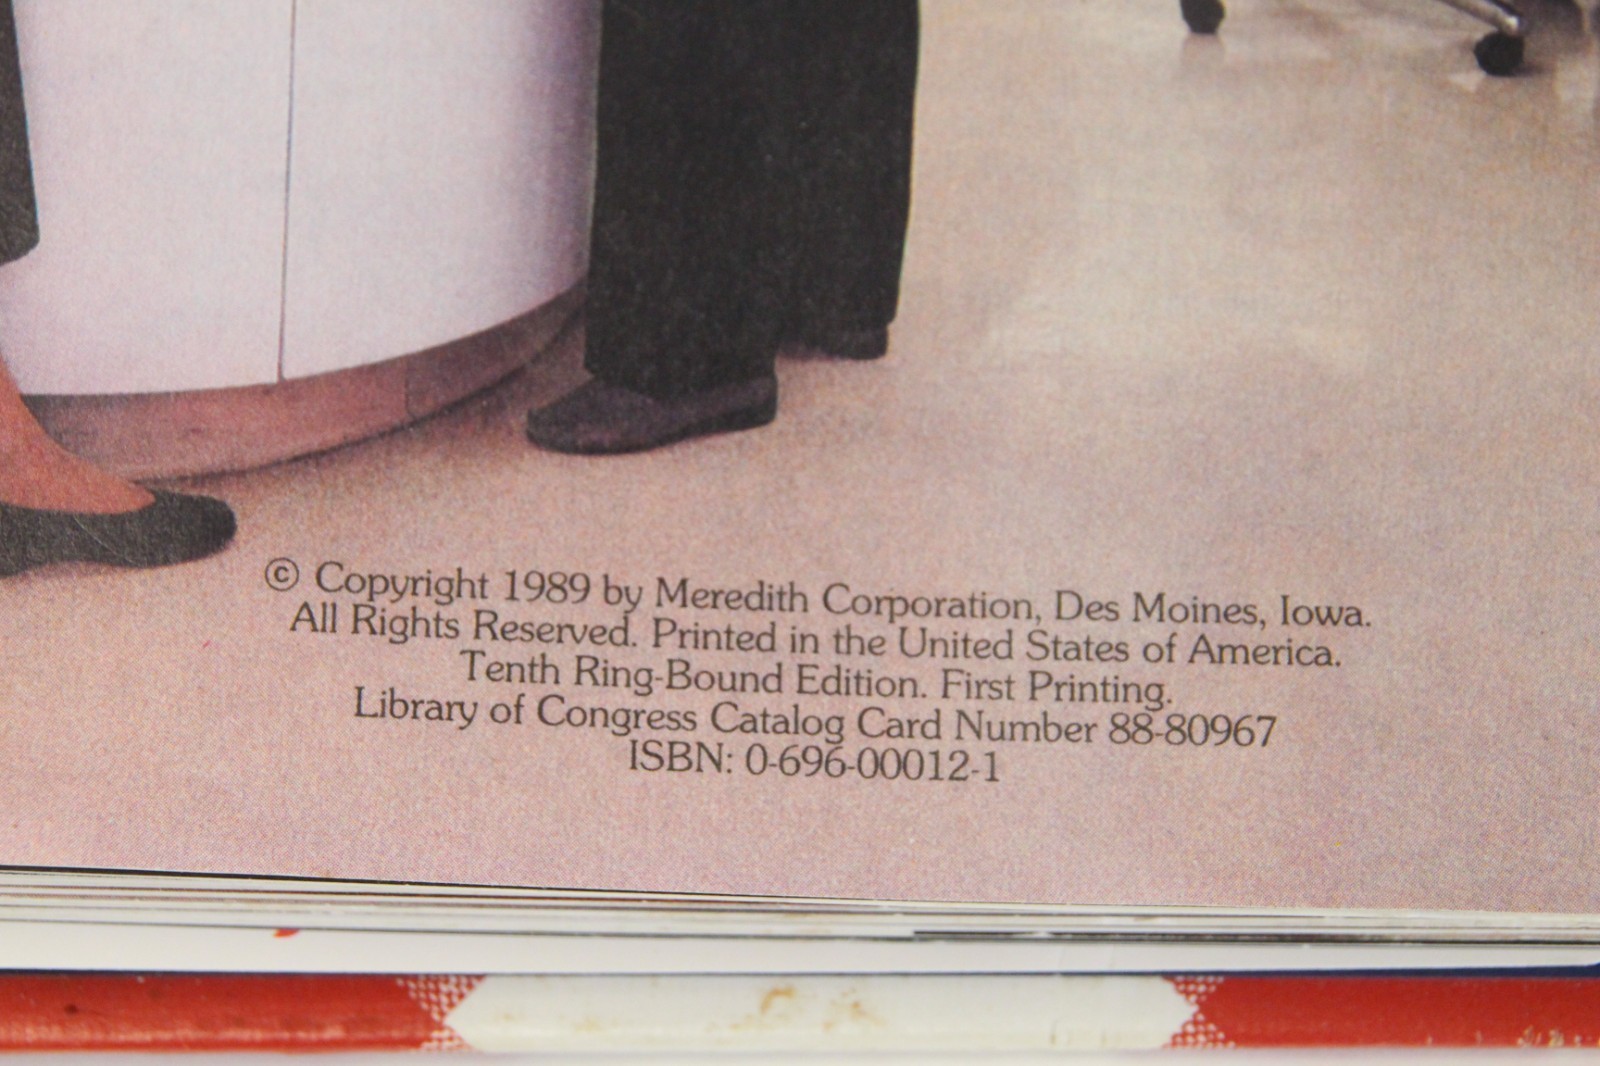 © Copyright 1989 by Meredith Corporation, Des Moines, Iowa.
All Rights Reserved. Printed in the United States of America.
Tenth Ring-Bound Edition. First Printing.
Library of Congress Catalog Card Number 88-80967
ISBN: 0-696-00012-1